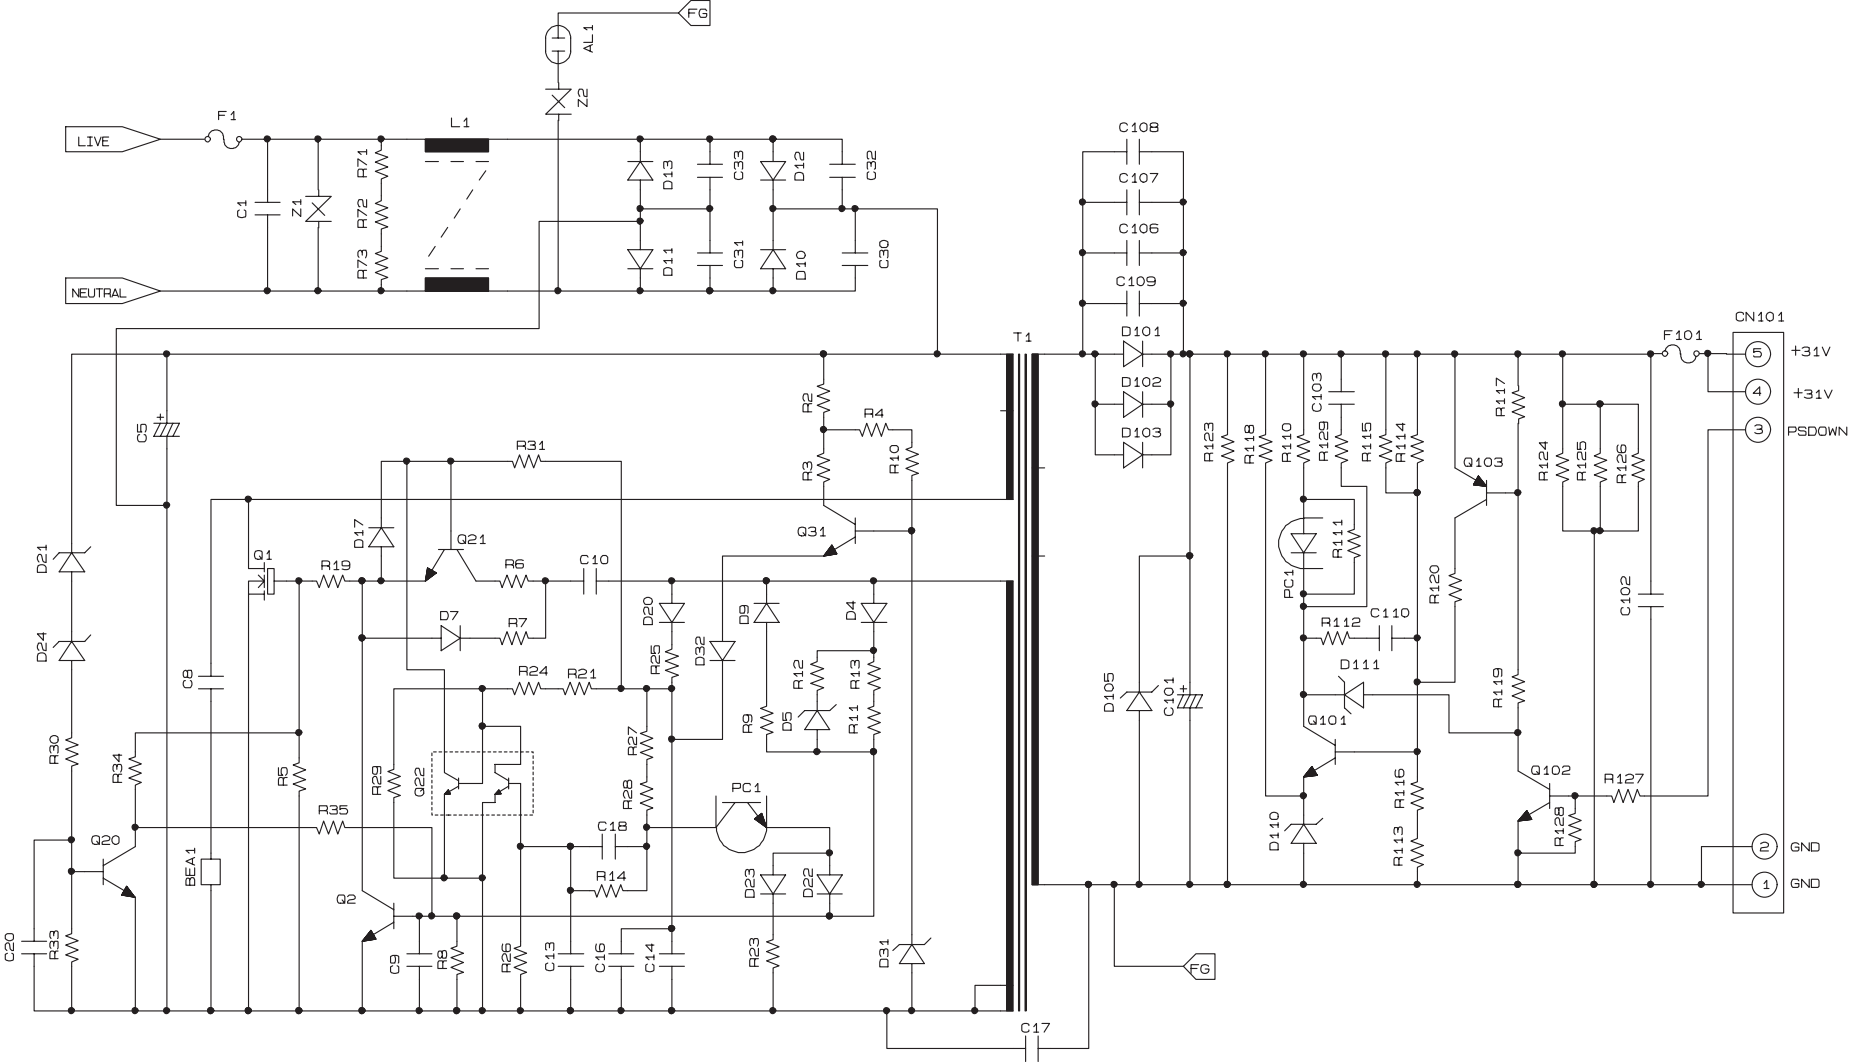 FG
AL1
Z2
F1
LIVE
L1
R71
R72
R73
C1
Z1
D13
C33
D12
C32
D11
C31
D10
C30
NEUTRAL
C108
C107
C106
C109
D101
D102
D103
T1
CN101
F101
5
+31V
4
+31V
3
PSDOWN
C5
R2
R4
R3
R10
R31
Q31
D17
Q21
R123
R118
R110
C103
R129
R115
R114
Q103
R117
R124
R125
R126
D21
Q1
R19
R6
C10
PC1
R111
R120
C102
D24
D7
R7
D20
R25
D32
D9
D4
R112
C110
D111
C8
R24
R21
R12
R13
R9
D5
R11
D105
C101
+
+
R119
Q101
R30
R34
R5
R29
Q22
R27
R28
PC1
Q102
R127
R128
R116
R113
D110
R35
C18
R14
Q20
BEA1
Q2
D23
D22
2
GND
1
GND
C20
R33
C9
R8
R26
C13
C16
C14
R23
D31
FG
C17